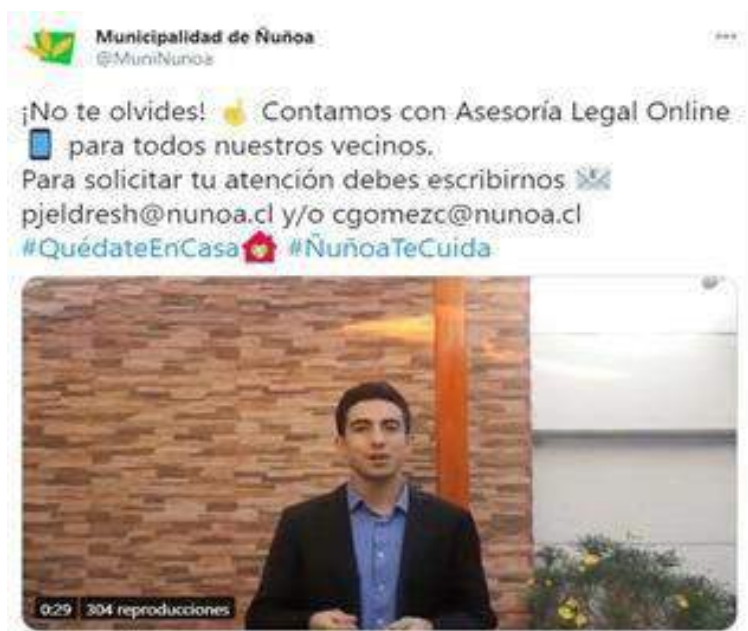 Municipalidad de Ñuñoa
@MuniNunoa
¡No te olvides! ☝ Contamos con Asesoría Legal Online
📱 para todos nuestros vecinos.
Para solicitar tu atención debes escribirnos 📨
pjeldresh@nunoa.cl y/o cgomezc@nunoa.cl
#QuédateEnCasa #ÑuñoaTeCuida
0:29 304 reproducciones